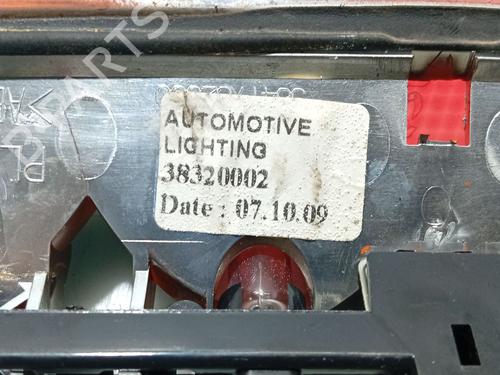 AUTOMOTIVE
LIGHTING
38320002
Date : 07.10.09